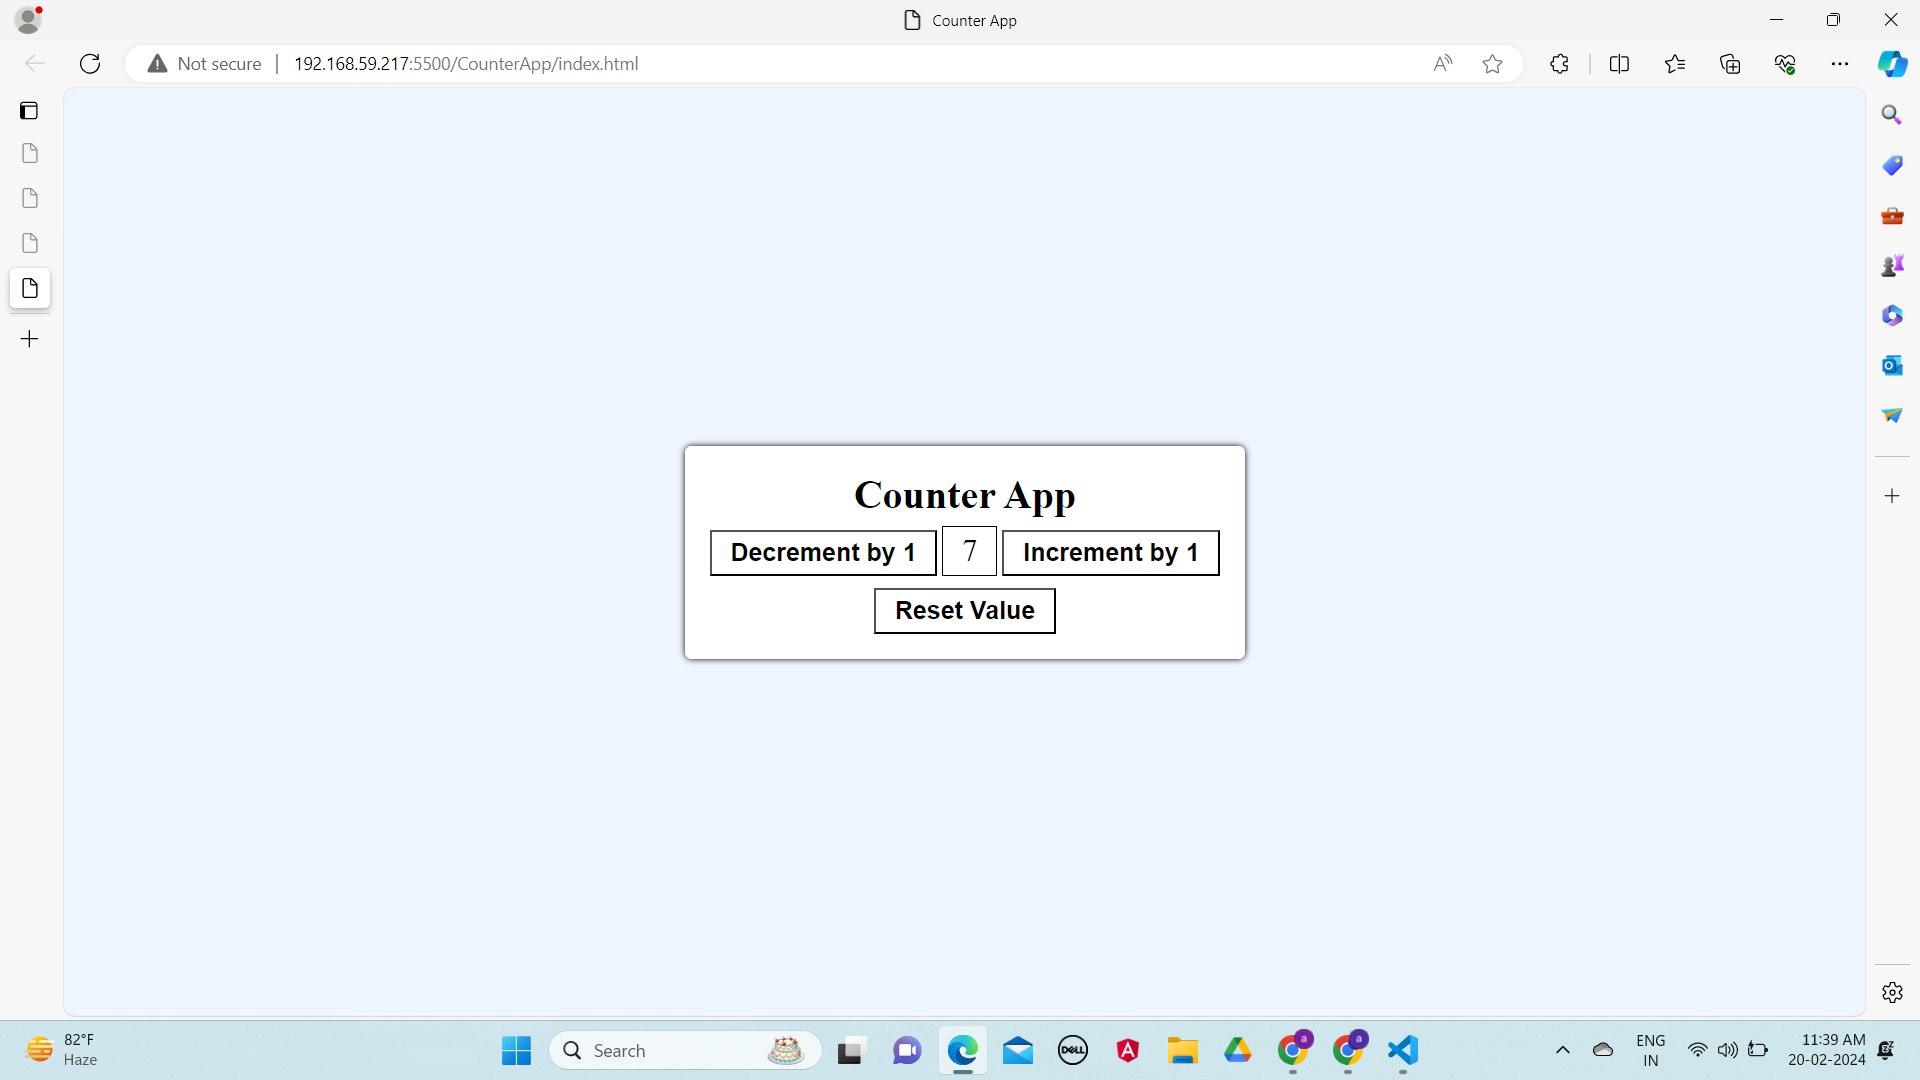 Counter App
Not secure
192.168.59.217:5500/CounterApp/index.html
Counter App
Decrement by 1
7
Increment by 1
Reset Value
82°F
Haze
Search
DELL
a
a
ENG
IN
11:39 AM
20-02-2024